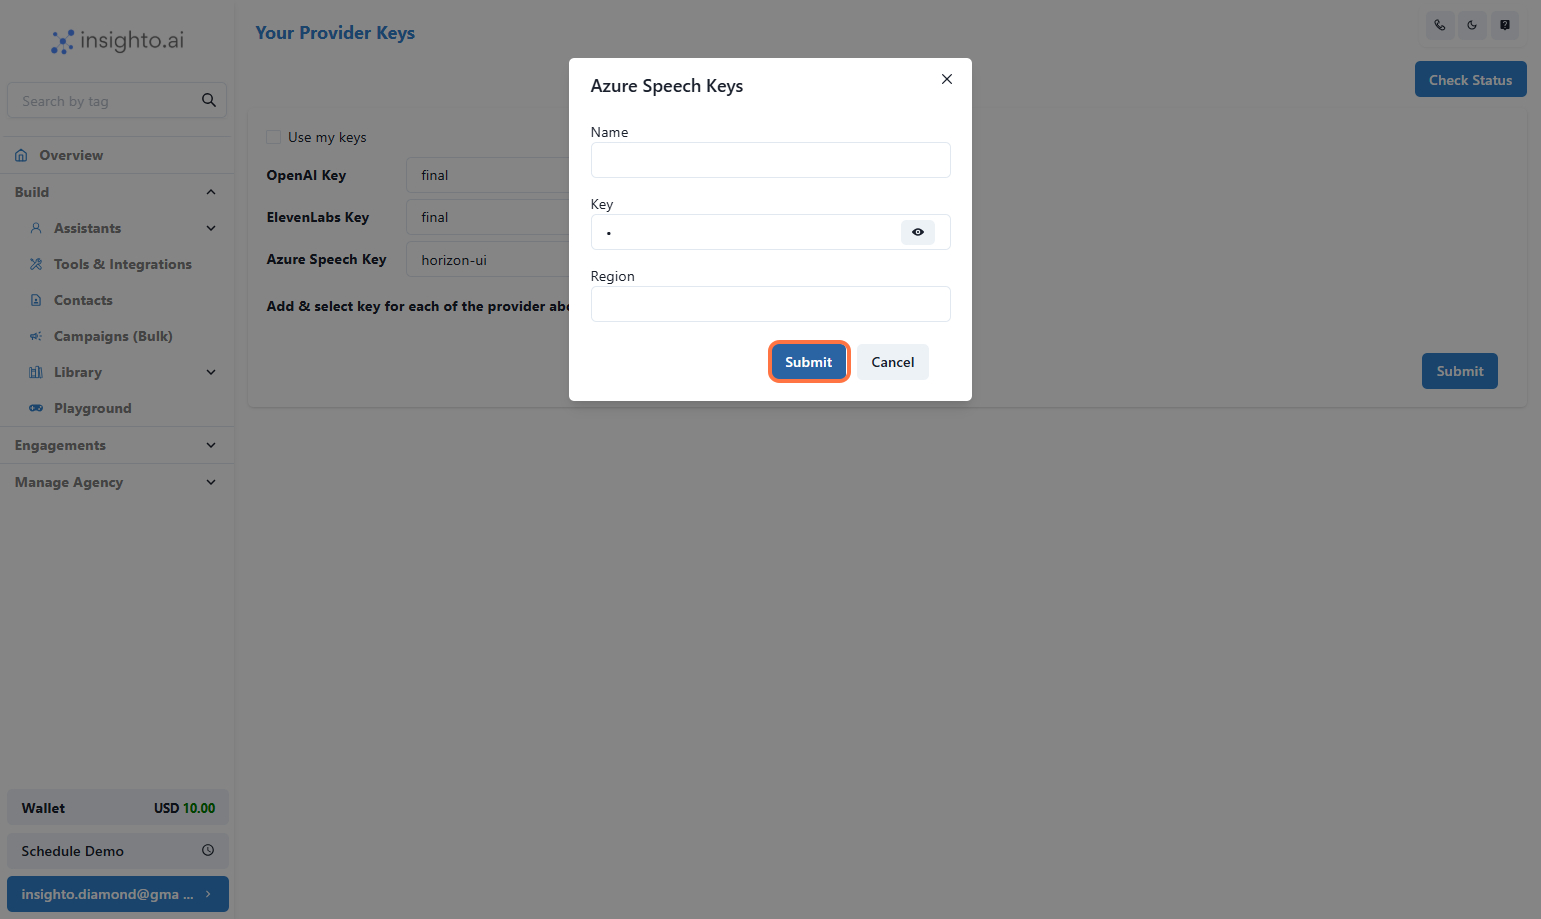 insighto.ai
Search by tag
Overview
Build
Assistants
Tools & Integrations
Contacts
Campaigns (Bulk)
Library
Playground
Engagements
Manage Agency
Wallet USD 10.00
Schedule Demo
insighto.diamond@gma ...
Your Provider Keys
Check Status
Use my keys
OpenAI Key final
ElevenLabs Key final
Azure Speech Key horizon-ui
Add & select key for each of the provider abo
Submit
Azure Speech Keys
Name
Key
•
Region
Submit Cancel